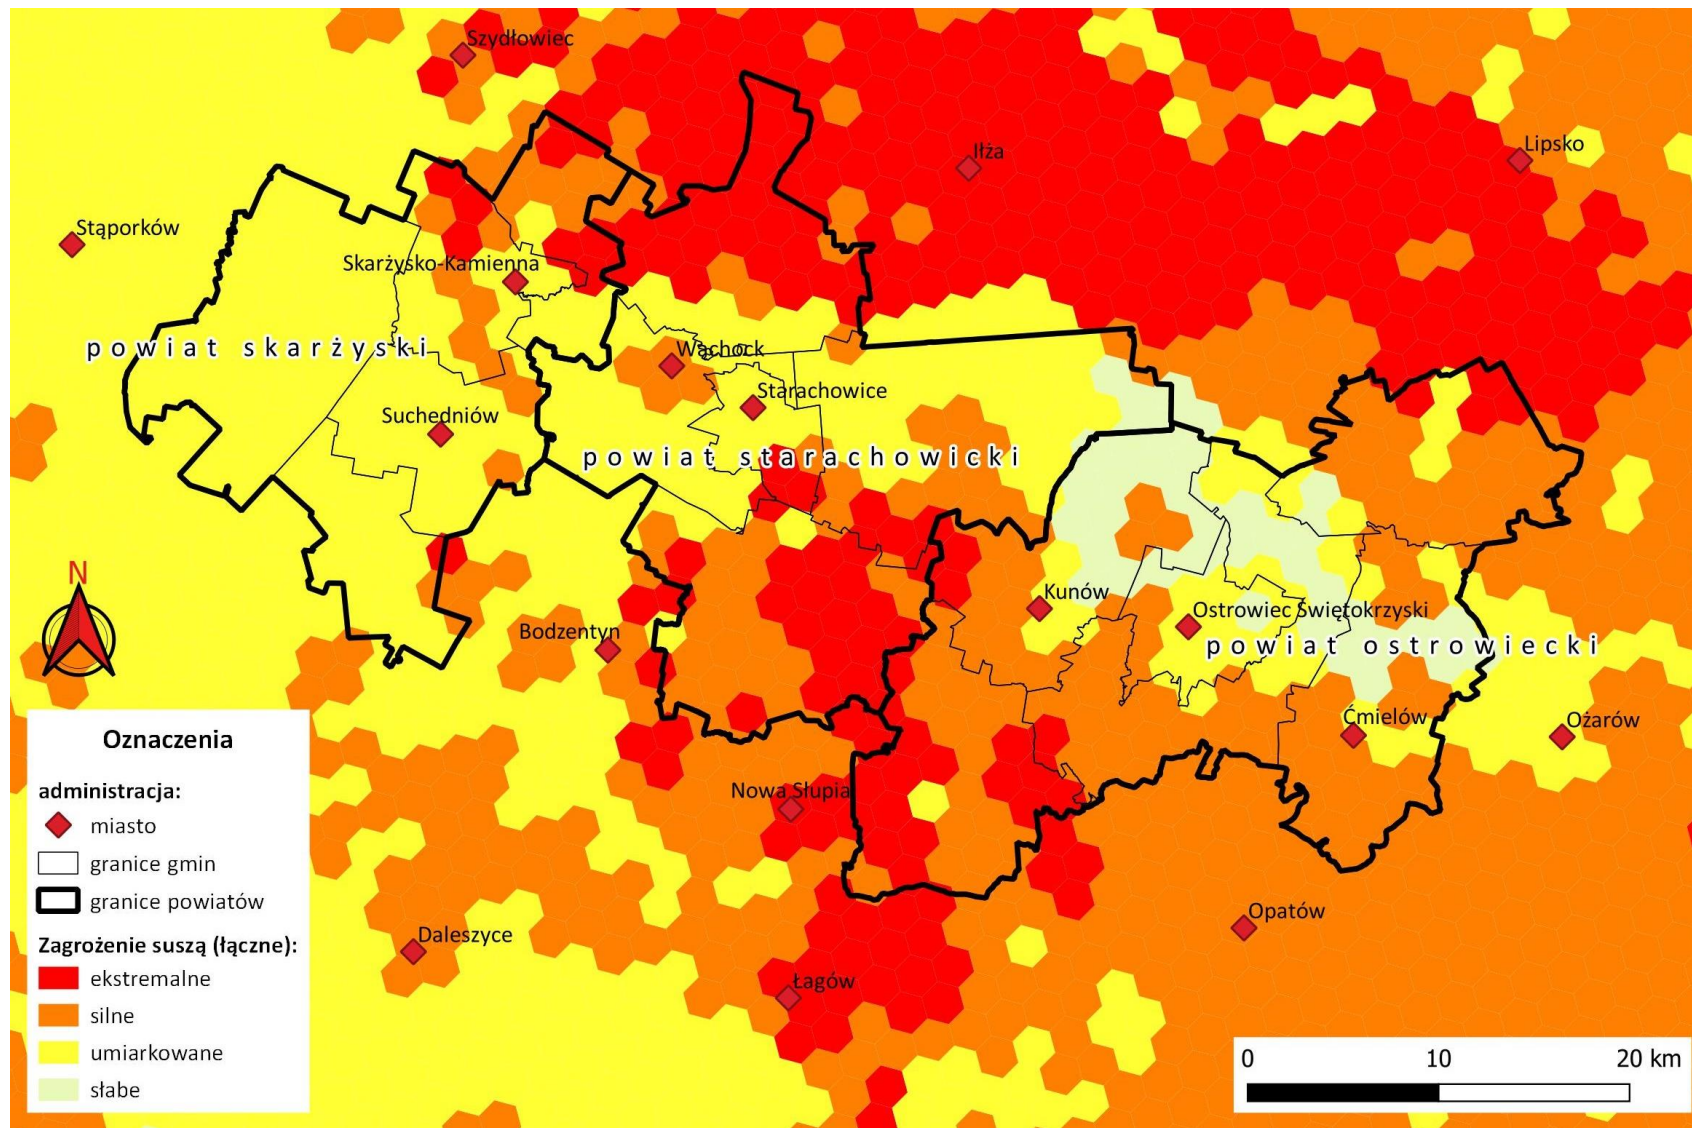 Szydłowiec
Iłża
Lipsko
Stąporków
Skarżysko-Kamienna
powiat skarżyski
Wąchock
Starachowice
Suchedniów
powiat starachowicki
N
Kunów
Ostrowiec Świętokrzyski
Bodzentyn
powiat ostrowiecki
Ćmielów
Ożarów
Nowa Słupia
Opatów
Daleszyce
Łagów
Oznaczenia
administracja:
miasto
granice gmin
granice powiatów
Zagrożenie suszą (łączne):
ekstremalne
silne
umiarkowane
słabe
0 10 20 km